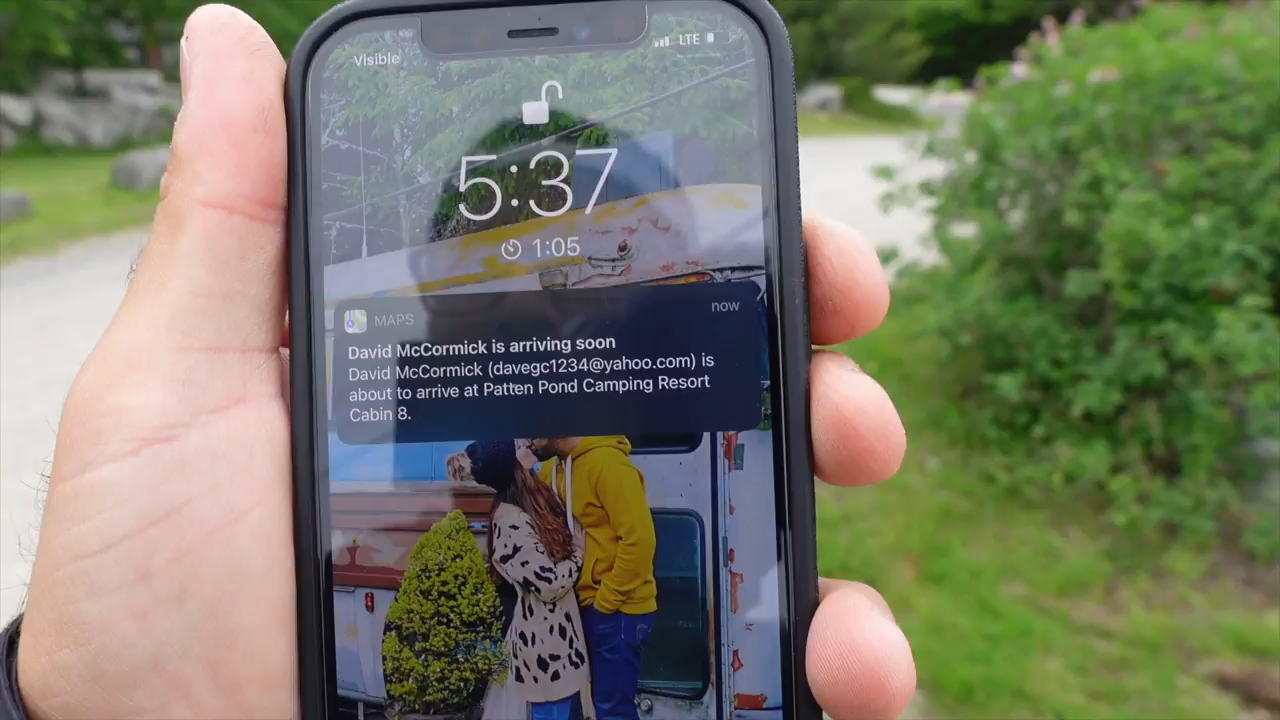 Visible LTE
5:37
1:05
MAPS now
David McCormick is arriving soon
David McCormick (davegc1234@yahoo.com) is
about to arrive at Patten Pond Camping Resort
Cabin 8.